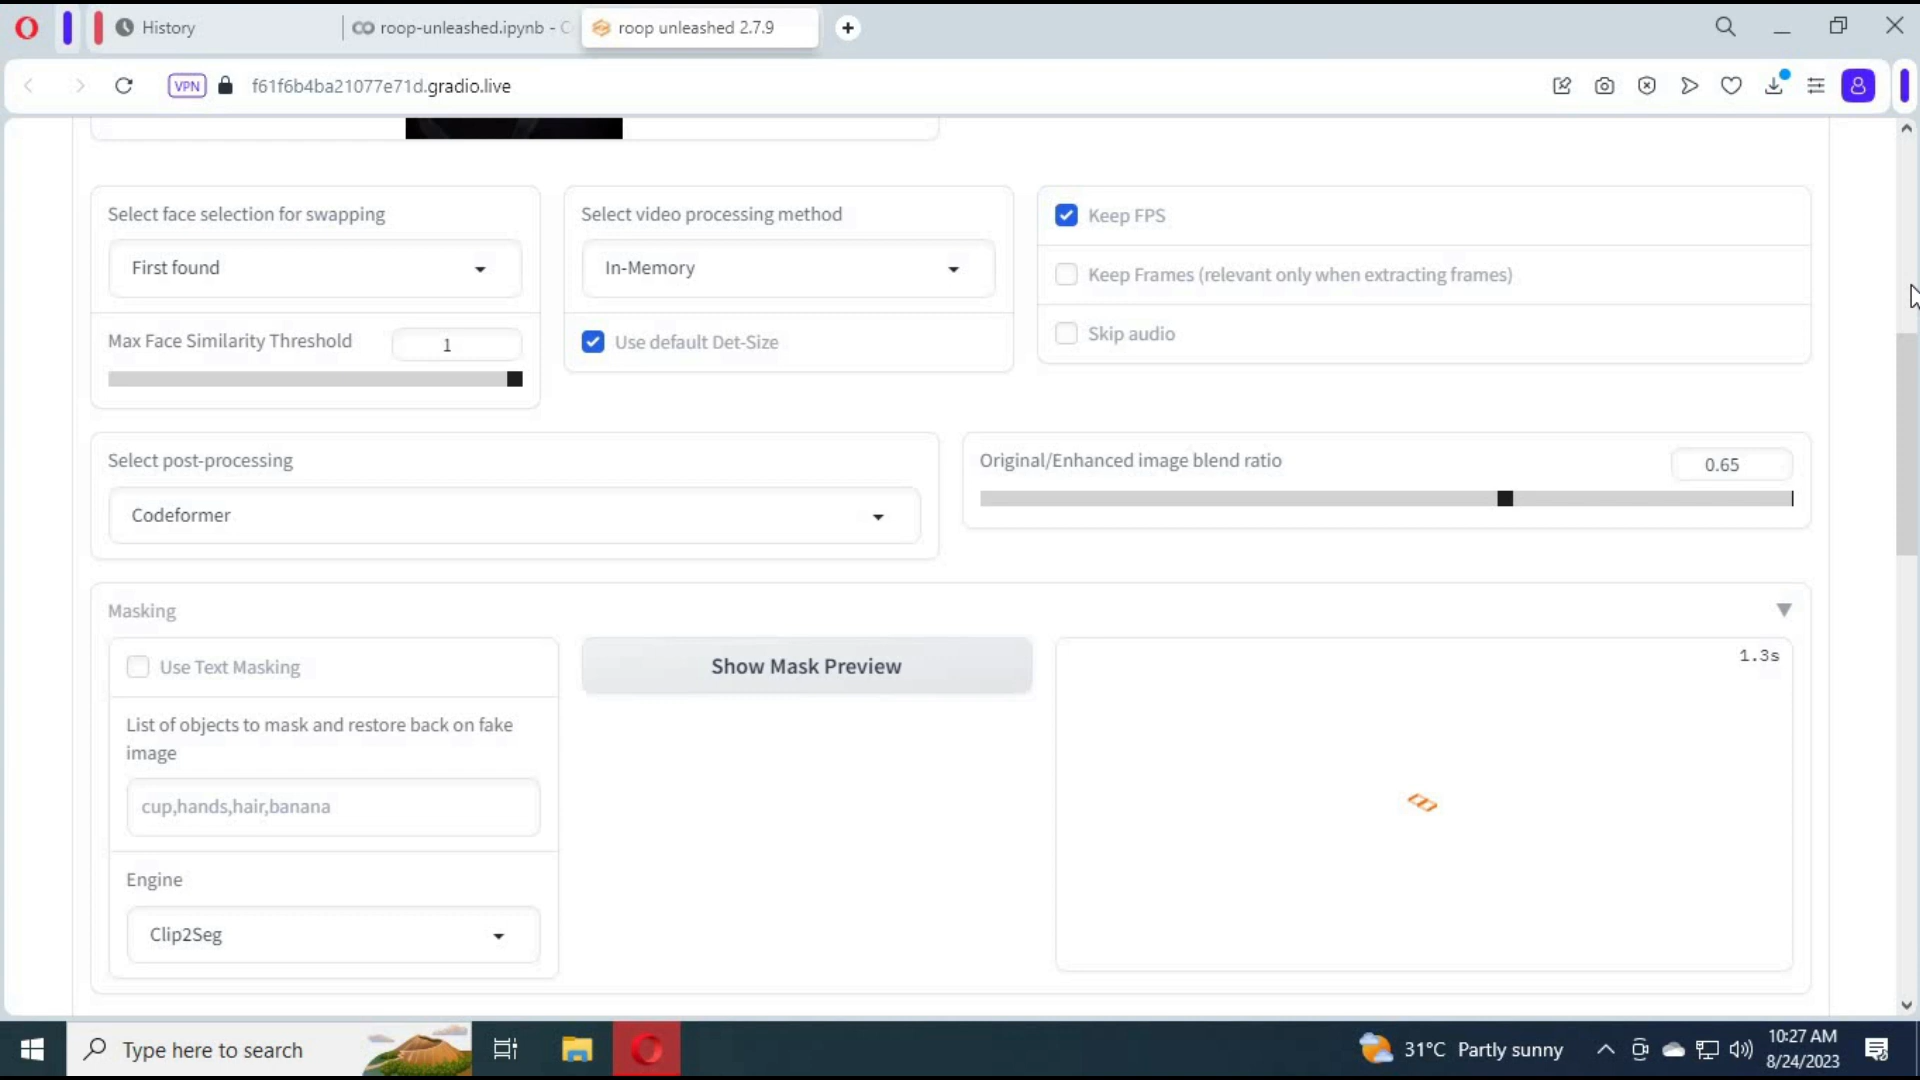 History
roop-unleashed.ipynb - C
roop unleashed 2.7.9
VPN
f61f6b4ba21077e71d.gradio.live
Select face selection for swapping
First found
Max Face Similarity Threshold
1
Select video processing method
In-Memory
Use default Det-Size
Keep FPS
Keep Frames (relevant only when extracting frames)
Skip audio
Select post-processing
Codeformer
Original/Enhanced image blend ratio
0.65
Masking
Use Text Masking
List of objects to mask and restore back on fake
image
cup,hands,hair,banana
Engine
Clip2Seg
Show Mask Preview
1.3s
Type here to search
31°C Partly sunny
10:27 AM
8/24/2023